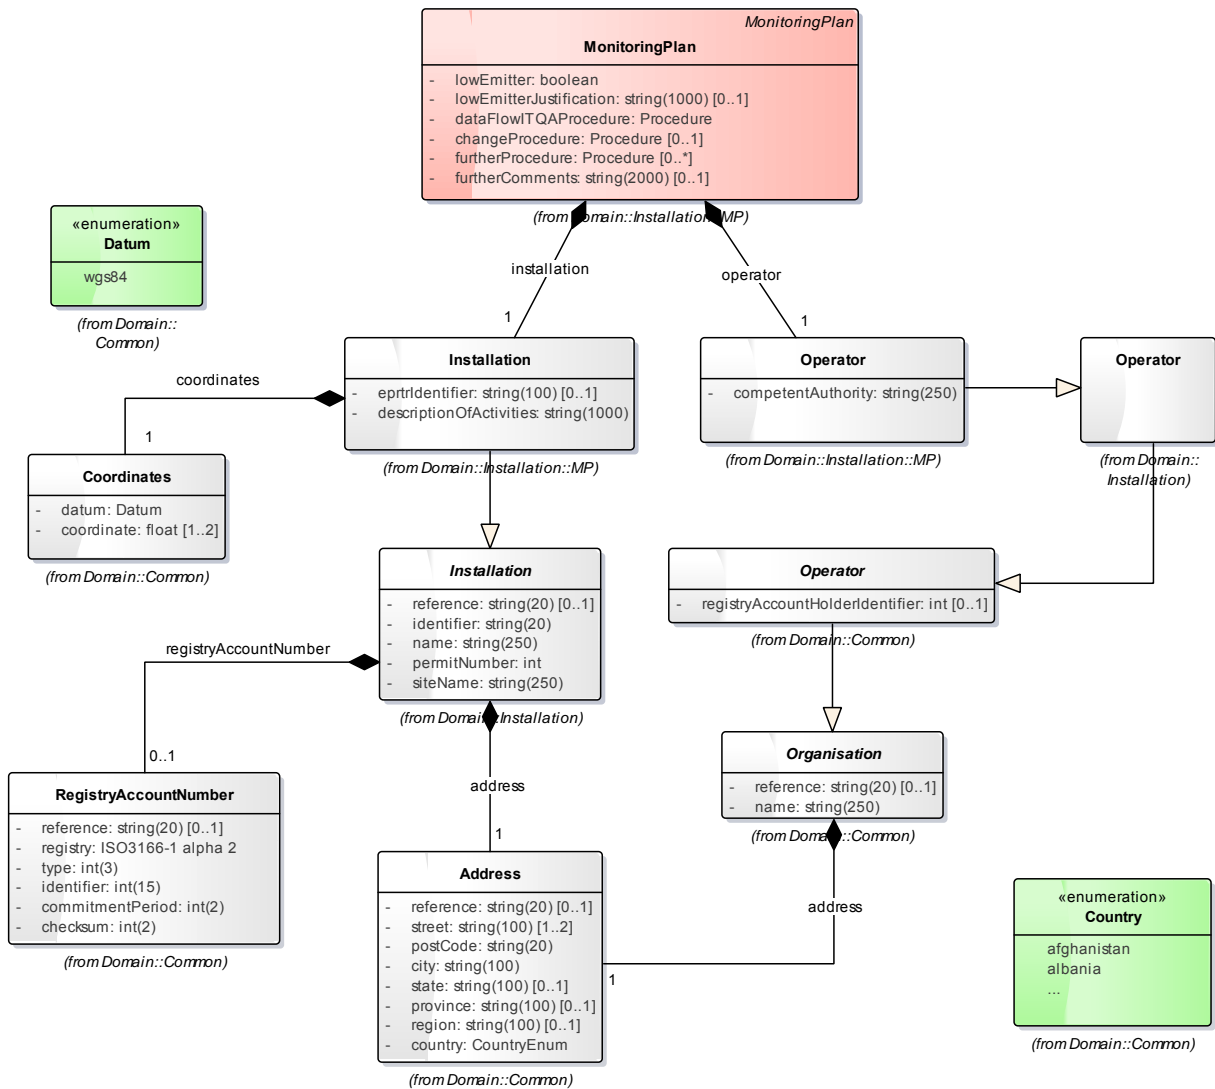 MonitoringPlan
MonitoringPlan
- lowEmitter: boolean
- lowEmitterJustification: string(1000) [0..1]
- dataFlowITQAProcedure: Procedure
- changeProcedure: Procedure [0..1]
- furtherProcedure: Procedure [0..*]
- furtherComments: string(2000) [0..1]
(from Domain::Installation::MP)
«enumeration»
Datum
wgs84
(from Domain::
Common)
installation
1
operator
1
Installation
- eprtrIdentifier: string(100) [0..1]
- descriptionOfActivities: string(1000)
(from Domain::Installation::MP)
Operator
- competentAuthority: string(250)
(from Domain::Installation::MP)
Operator
(from Domain::
Installation)
coordinates
1
Coordinates
- datum: Datum
- coordinate: float [1..2]
(from Domain::Common)
Installation
- reference: string(20) [0..1]
- identifier: string(20)
- name: string(250)
- permitNumber: int
- siteName: string(250)
(from Domain::Installation)
Operator
- registryAccountHolderIdentifier: int [0..1]
(from Domain::Common)
registryAccountNumber
0..1
RegistryAccountNumber
- reference: string(20) [0..1]
- registry: ISO3166-1 alpha 2
- type: int(3)
- identifier: int(15)
- commitmentPeriod: int(2)
- checksum: int(2)
(from Domain::Common)
address
1
Organisation
- reference: string(20) [0..1]
- name: string(250)
(from Domain::Common)
address
1
Address
- reference: string(20) [0..1]
- street: string(100) [1..2]
- postCode: string(20)
- city: string(100)
- state: string(100) [0..1]
- province: string(100) [0..1]
- region: string(100) [0..1]
- country: CountryEnum
(from Domain::Common)
«enumeration»
Country
afghanistan
albania
...
(from Domain::Common)